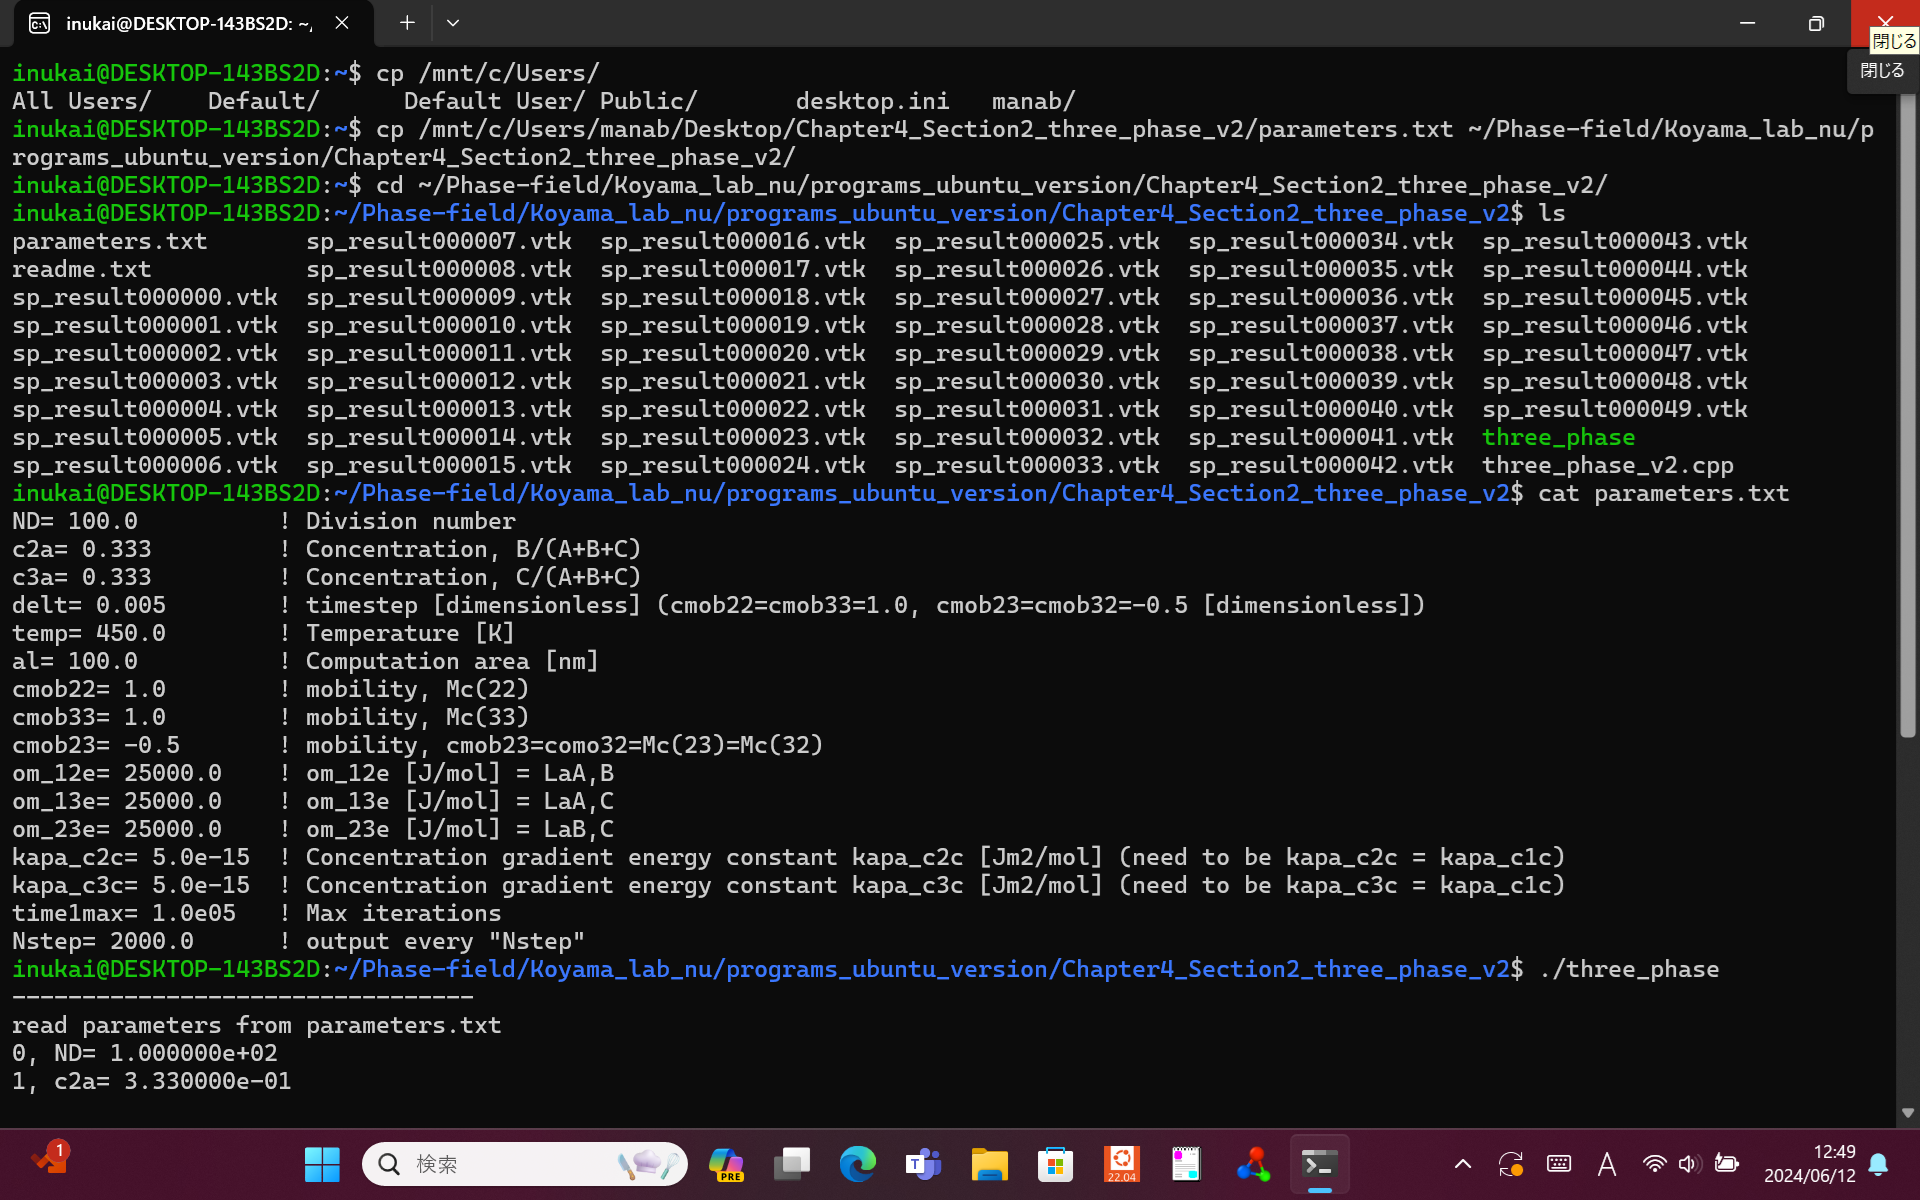 inukai@DESKTOP-143BS2D: ~,
閉じる
閉じる
inukai@DESKTOP-143BS2D:~$ cp /mnt/c/Users/
All Users/    Default/      Default User/ Public/       desktop.ini   manab/
inukai@DESKTOP-143BS2D:~$ cp /mnt/c/Users/manab/Desktop/Chapter4_Section2_three_phase_v2/parameters.txt ~/Phase-field/Koyama_lab_nu/p
rograms_ubuntu_version/Chapter4_Section2_three_phase_v2/
inukai@DESKTOP-143BS2D:~$ cd ~/Phase-field/Koyama_lab_nu/programs_ubuntu_version/Chapter4_Section2_three_phase_v2/
inukai@DESKTOP-143BS2D:~/Phase-field/Koyama_lab_nu/programs_ubuntu_version/Chapter4_Section2_three_phase_v2$ ls
parameters.txt       sp_result000007.vtk  sp_result000016.vtk  sp_result000025.vtk  sp_result000034.vtk  sp_result000043.vtk
readme.txt           sp_result000008.vtk  sp_result000017.vtk  sp_result000026.vtk  sp_result000035.vtk  sp_result000044.vtk
sp_result000000.vtk  sp_result000009.vtk  sp_result000018.vtk  sp_result000027.vtk  sp_result000036.vtk  sp_result000045.vtk
sp_result000001.vtk  sp_result000010.vtk  sp_result000019.vtk  sp_result000028.vtk  sp_result000037.vtk  sp_result000046.vtk
sp_result000002.vtk  sp_result000011.vtk  sp_result000020.vtk  sp_result000029.vtk  sp_result000038.vtk  sp_result000047.vtk
sp_result000003.vtk  sp_result000012.vtk  sp_result000021.vtk  sp_result000030.vtk  sp_result000039.vtk  sp_result000048.vtk
sp_result000004.vtk  sp_result000013.vtk  sp_result000022.vtk  sp_result000031.vtk  sp_result000040.vtk  sp_result000049.vtk
sp_result000005.vtk  sp_result000014.vtk  sp_result000023.vtk  sp_result000032.vtk  sp_result000041.vtk  three_phase
sp_result000006.vtk  sp_result000015.vtk  sp_result000024.vtk  sp_result000033.vtk  sp_result000042.vtk  three_phase_v2.cpp
inukai@DESKTOP-143BS2D:~/Phase-field/Koyama_lab_nu/programs_ubuntu_version/Chapter4_Section2_three_phase_v2$ cat parameters.txt
ND= 100.0          ! Division number
c2a= 0.333         ! Concentration, B/(A+B+C)
c3a= 0.333         ! Concentration, C/(A+B+C)
delt= 0.005        ! timestep [dimensionless] (cmob22=cmob33=1.0, cmob23=cmob32=-0.5 [dimensionless])
temp= 450.0        ! Temperature [K]
al= 100.0          ! Computation area [nm]
cmob22= 1.0        ! mobility, Mc(22)
cmob33= 1.0        ! mobility, Mc(33)
cmob23= -0.5       ! mobility, cmob23=como32=Mc(23)=Mc(32)
om_12e= 25000.0    ! om_12e [J/mol] = LaA,B
om_13e= 25000.0    ! om_13e [J/mol] = LaA,C
om_23e= 25000.0    ! om_23e [J/mol] = LaB,C
kapa_c2c= 5.0e-15  ! Concentration gradient energy constant kapa_c2c [Jm2/mol] (need to be kapa_c2c = kapa_c1c)
kapa_c3c= 5.0e-15  ! Concentration gradient energy constant kapa_c3c [Jm2/mol] (need to be kapa_c3c = kapa_c1c)
time1max= 1.0e05   ! Max iterations
Nstep= 2000.0      ! output every "Nstep"
inukai@DESKTOP-143BS2D:~/Phase-field/Koyama_lab_nu/programs_ubuntu_version/Chapter4_Section2_three_phase_v2$ ./three_phase
---------------------------------
read parameters from parameters.txt
0, ND= 1.000000e+02
1, c2a= 3.330000e-01
1
検索
PRE
T
22.04
A
12:49
2024/06/12